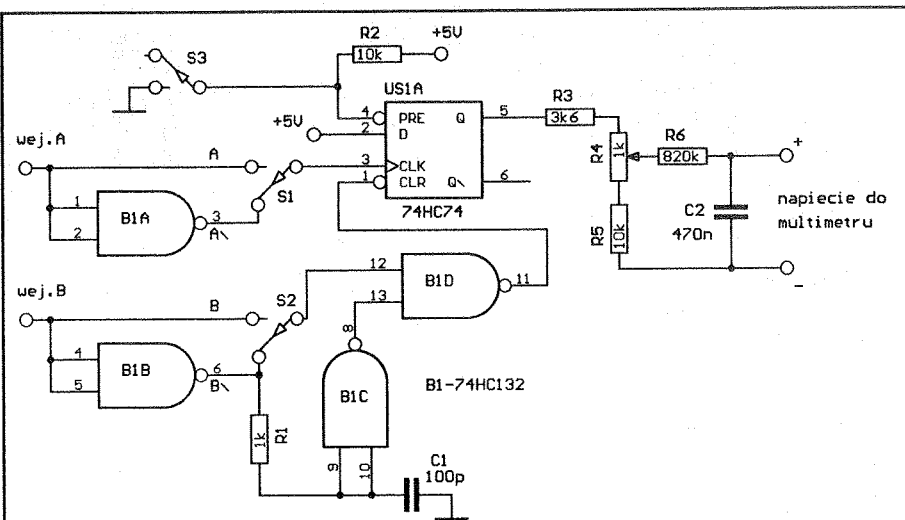 S3
R2
10k
+5V
US1A
+5V
4
PRE
Q
5
2
D
3
CLK
1
CLR
Q\
6
74HC74
R3
3k6
R4
1k
R6
820k
R5
10k
C2
470n
+
napiecie do
multimetru
-
wej.A
A
S1
1
2
B1A
3
A\
wej.B
B
S2
4
5
B1B
6
B\
12
13
B1D
11
8
B1C
9
10
B1-74HC132
R1
1k
C1
100p